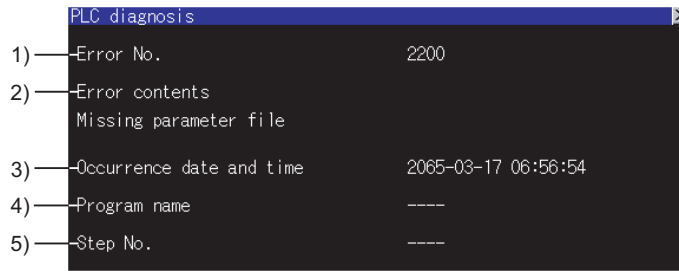 PLC diagnosis
1) Error No. 2200
2) Error contents
Missing parameter file
3) Occurrence date and time 2065-03-17 06:56:54
4) Program name ----
5) Step No. ----